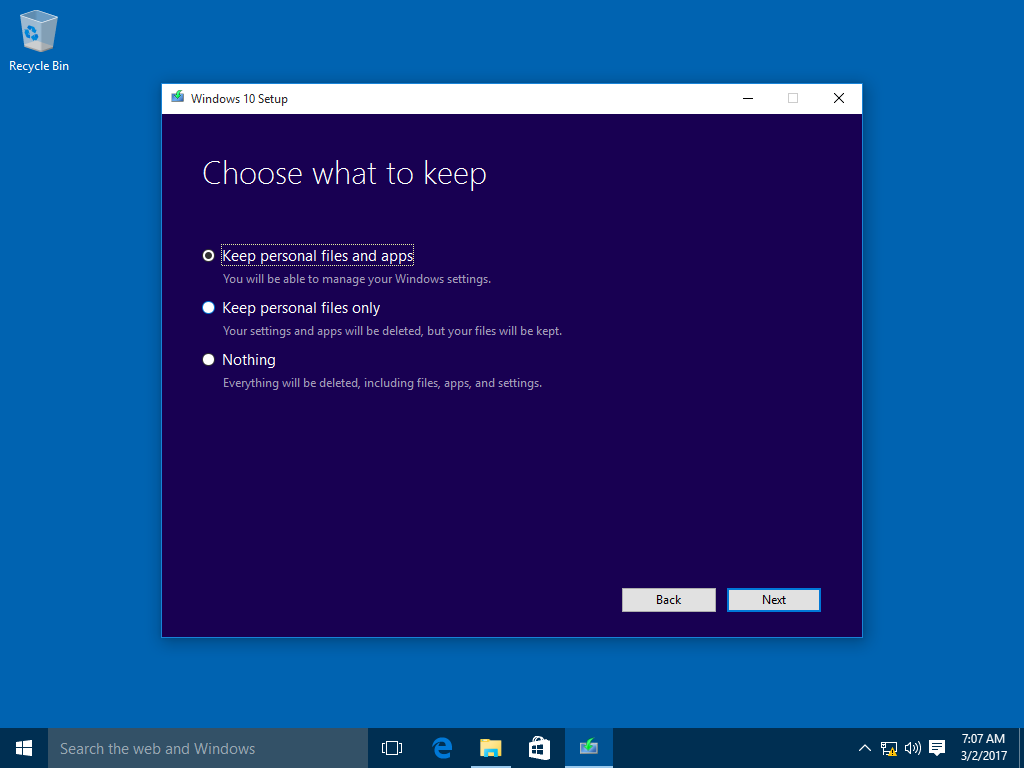 Recycle Bin
Windows 10 Setup
Choose what to keep
Keep personal files and apps
You will be able to manage your Windows settings.
Keep personal files only
Your settings and apps will be deleted, but your files will be kept.
Nothing
Everything will be deleted, including files, apps, and settings.
Back
Next
Search the web and Windows
7:07 AM
3/2/2017